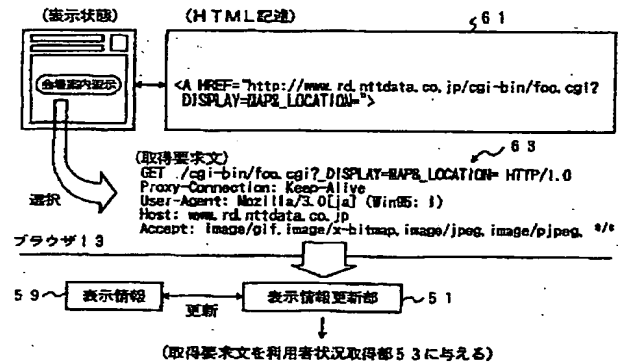 (表示状態)
(HTML記述)
61
会場案内表示
<A HREF="http://www.rd.nttdata.co.jp/cgi-bin/foo.cgi?
DISPLAY=MAP&_LOCATION=">
63
(取得要求文)
GET ./cgi-bin/foo.cgi?_DISPLAY=MAP&_LOCATION= HTTP/1.0
Proxy-Connection: Keep-Alive
User-Agent: Mozilla/3.0[ja] (Win95; I)
Host: www.rd.nttdata.co.jp
Accept: image/gif, image/x-bitmap, image/jpeg, image/pjpeg, */*
選択
ブラウザ13
59
表示情報
更新
表示情報更新部
51
(取得要求文を利用者状況取得部53に与える)